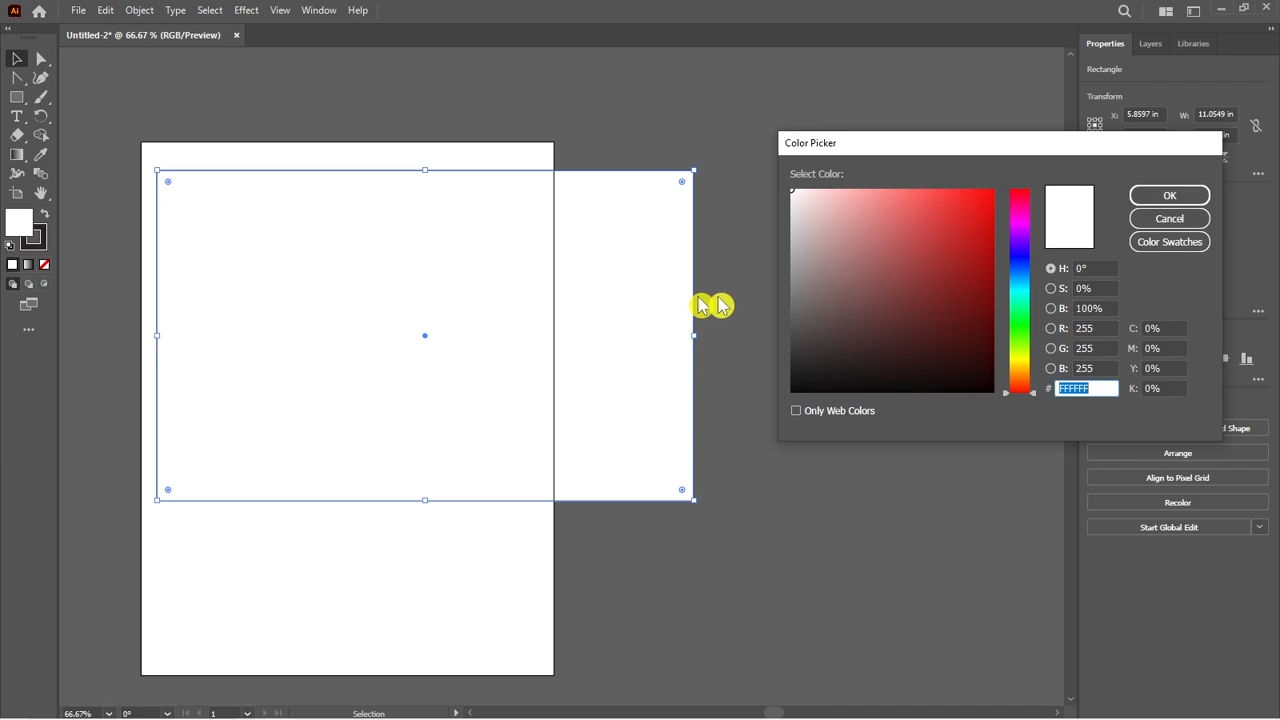 Ai File Edit Object Type Select Effect View Window Help
Untitled-2* @ 66.67 % (RGB/Preview) ×
Properties Layers Libraries
Rectangle
Transform
X: 5.8597 in W: 11.0549 in
in
Color Picker
Select Color:
OK
Cancel
Color Swatches
H: 0°
S: 0%
B: 100%
R: 255 C: 0%
G: 255 M: 0%
B: 255 Y: 0%
# FFFFFF K: 0%
Only Web Colors
d Shape
Arrange
Align to Pixel Grid
Recolor
Start Global Edit
66.67% 0° 1 Selection